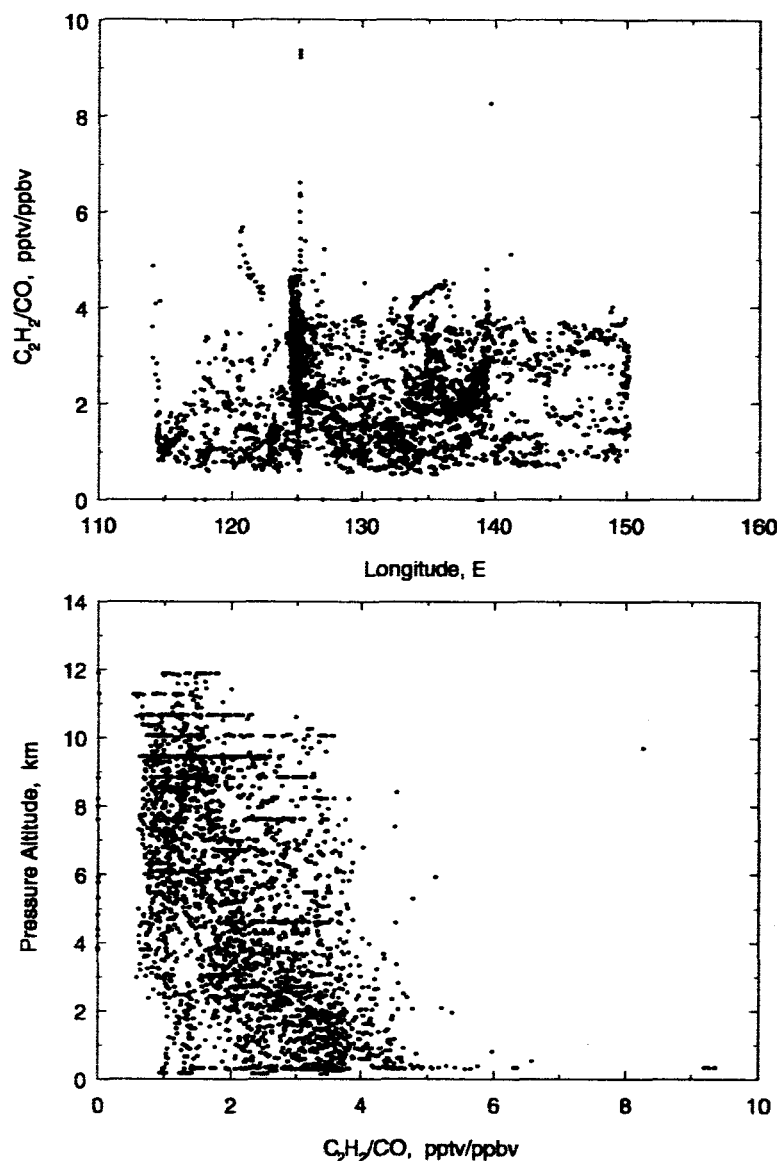 10
8
6
4
2
0
C₂H₂/CO, pptv/ppbv
110 120 130 140 150 160
Longitude, E
14
12
10
8
6
4
2
0
Pressure Altitude, km
0 2 4 6 8 10
C₂H₂/CO, pptv/ppbv